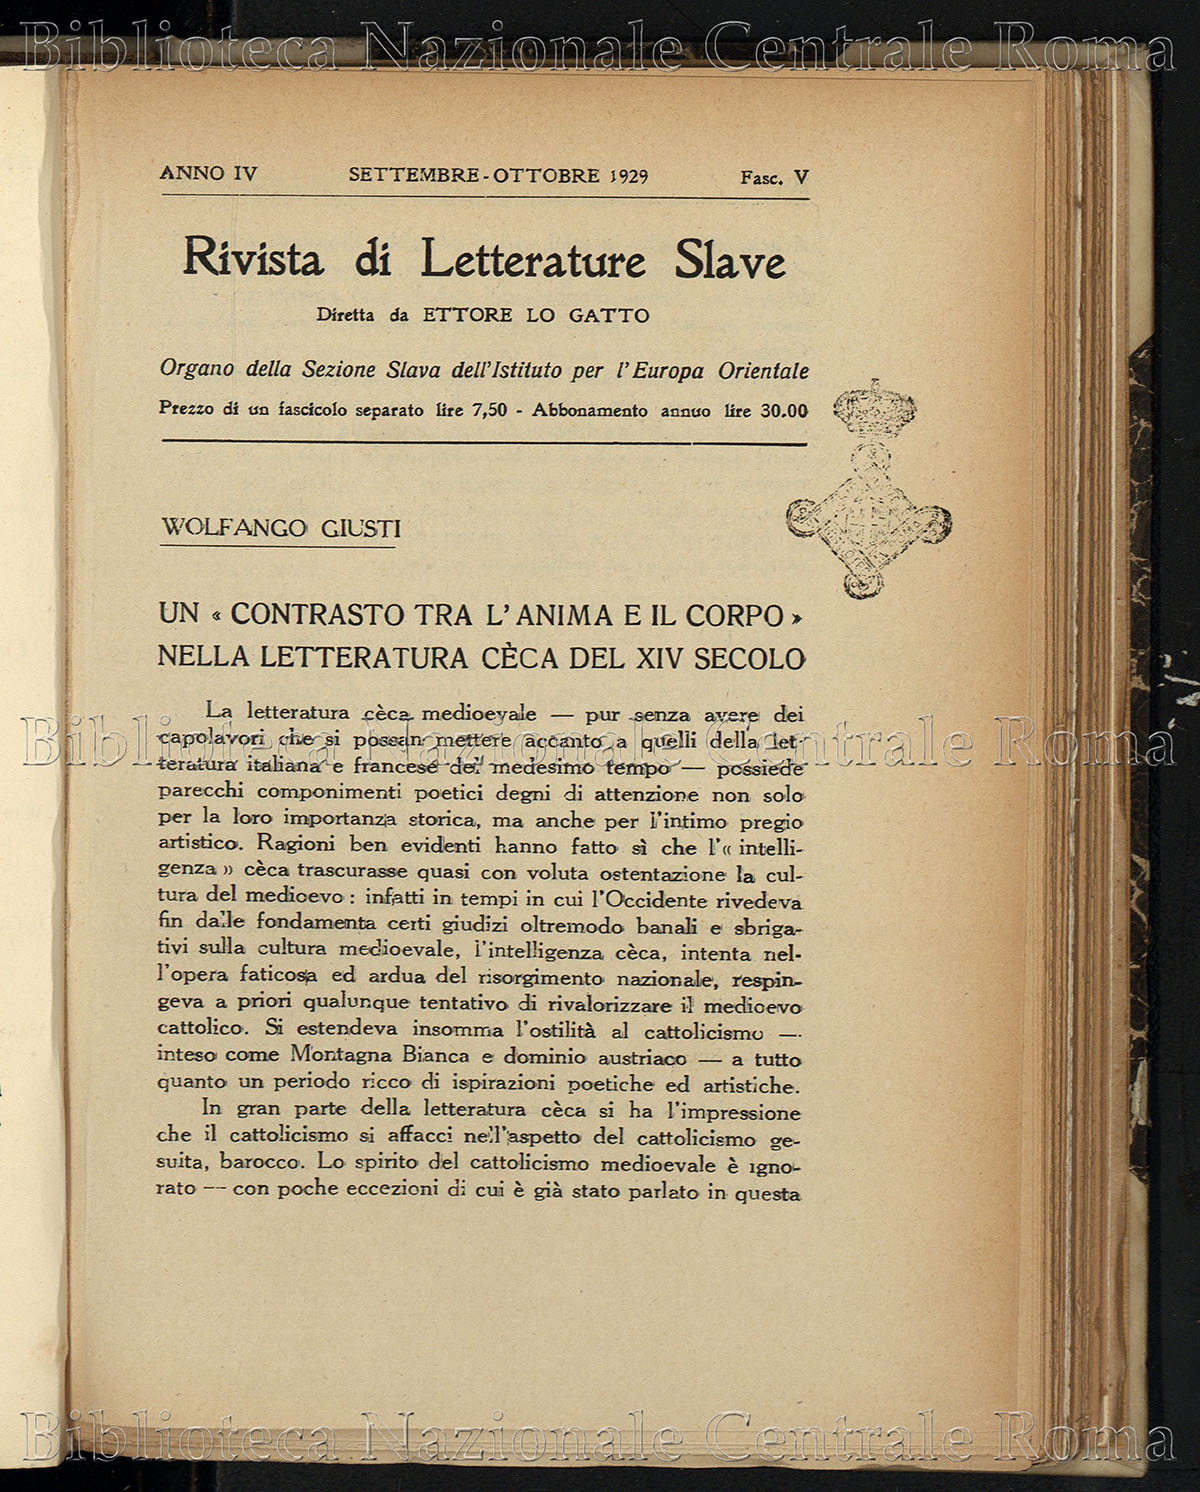 Biblioteca Nazionale Centrale Roma
ANNO IV SETTEMBRE-OTTOBRE 1929 Fasc. V
Rivista di Letterature Slave
Diretta da ETTORE LO GATTO
Organo della Sezione Slava dell'Istituto per l'Europa Orientale
Prezzo di un fascicolo separato lire 7,50 - Abbonamento annuo lire 30.00
WOLFANGO GIUSTI
UN « CONTRASTO TRA L'ANIMA E IL CORPO »
NELLA LETTERATURA CÈCA DEL XIV SECOLO
La letteratura cèca medioevale — pur senza avere dei
capolavori che si possan mettere accanto a quelli della let
Biblioteca Nazionale Centrale Roma
teratura italiana e francese del medesimo tempo — possiede
parecchi componimenti poetici degni di attenzione non solo
per la loro importanza storica, ma anche per l'intimo pregio
artistico. Ragioni ben evidenti hanno fatto sì che l'« intelli-
genza » cèca trascurasse quasi con voluta ostentazione la cul-
tura del medioevo : infatti in tempi in cui l'Occidente rivedeva
fin dalle fondamenta certi giudizi oltremodo banali e sbriga-
tivi sulla cultura medioevale, l'intelligenza cèca, intenta nel-
l'opera faticosa ed ardua del risorgimento nazionale, respin-
geva a priori qualunque tentativo di rivalorizzare il medioevo
cattolico. Si estendeva insomma l'ostilità al cattolicismo —
inteso come Montagna Bianca e dominio austriaco — a tutto
quanto un periodo ricco di ispirazioni poetiche ed artistiche.
In gran parte della letteratura cèca si ha l'impressione
che il cattolicismo si affacci nell'aspetto del cattolicismo ge-
suita, barocco. Lo spirito del cattolicismo medioevale è igno-
rato — con poche eccezioni di cui è già stato parlato in questa
Biblioteca Nazionale Centrale Roma